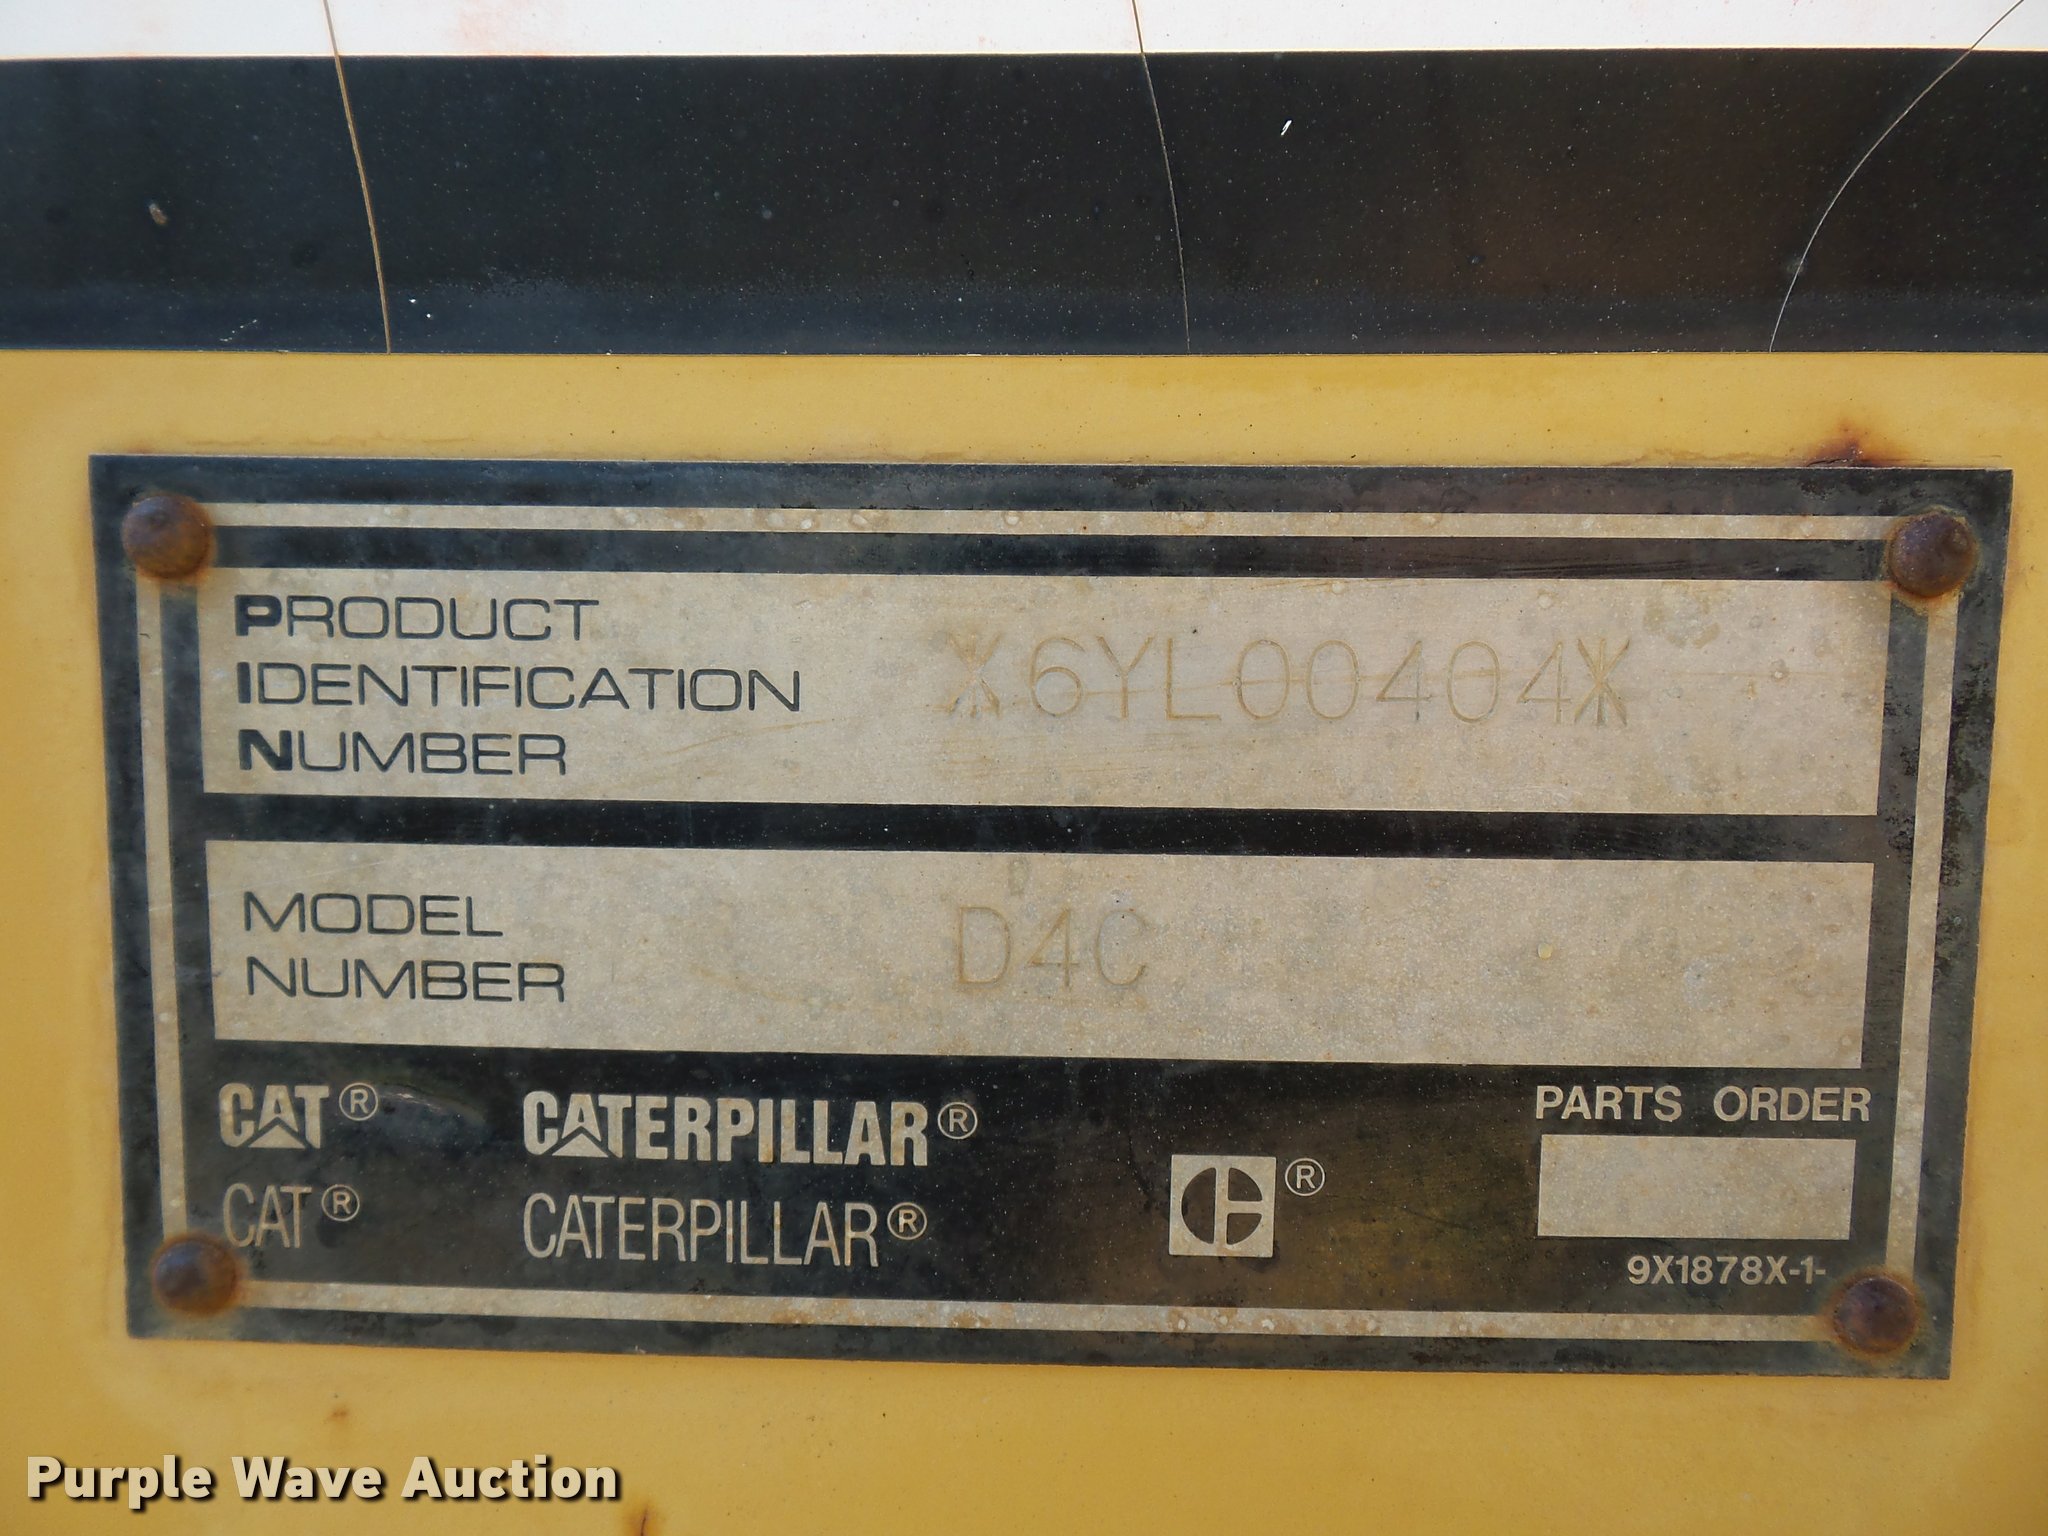 PRODUCT
IDENTIFICATION
NUMBER
*6YL00404*
MODEL
NUMBER
D4C
CAT® CATERPILLAR®
CAT® CATERPILLAR®
®
PARTS ORDER
9X1878X-1-
Purple Wave Auction